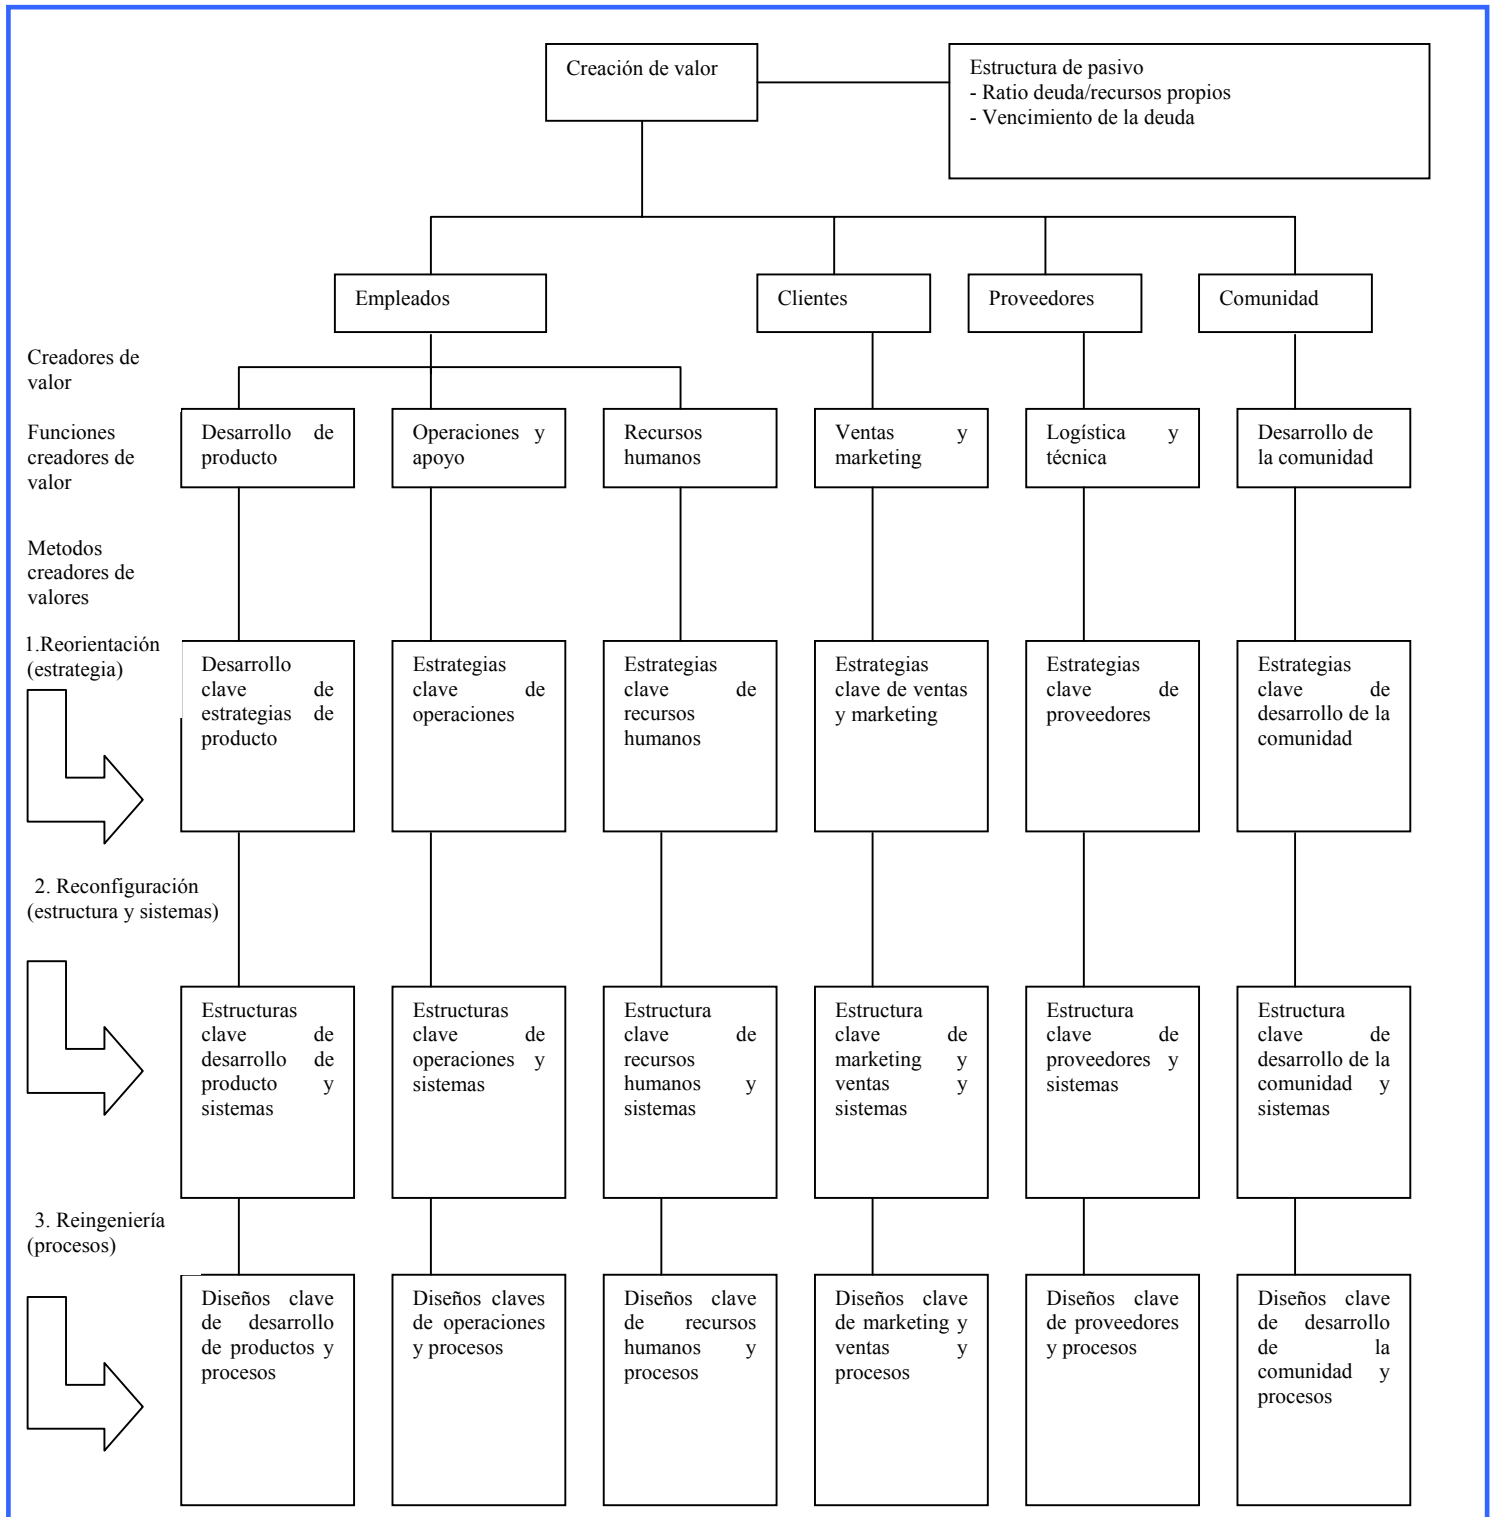 Creación de valor
Estructura de pasivo
- Ratio deuda/recursos propios
- Vencimiento de la deuda
Empleados
Clientes
Proveedores
Comunidad
Creadores de
valor
Funciones
creadores de
valor
Desarrollo de
producto
Operaciones y
apoyo
Recursos
humanos
Ventas y
marketing
Logística y
técnica
Desarrollo de
la comunidad
Metodos
creadores de
valores
1.Reorientación
(estrategia)
Desarrollo
clave de
estrategias de
producto
Estrategias
clave de
operaciones
Estrategias
clave de
recursos
humanos
Estrategias
clave de ventas
y marketing
Estrategias
clave de
proveedores
Estrategias
clave de
desarrollo de la
comunidad
2. Reconfiguración
(estructura y sistemas)
Estructuras
clave de
desarrollo de
producto y
sistemas
Estructuras
clave de
operaciones y
sistemas
Estructura
clave de
recursos
humanos y
sistemas
Estructura
clave de
marketing y
ventas y
sistemas
Estructura
clave de
proveedores y
sistemas
Estructura
clave de
desarrollo de la
comunidad y
sistemas
3. Reingeniería
(procesos)
Diseños clave
de desarrollo
de productos y
procesos
Diseños claves
de operaciones
y procesos
Diseños clave
de recursos
humanos y
procesos
Diseños clave
de marketing y
ventas y
procesos
Diseños clave
de proveedores
y procesos
Diseños clave
de desarrollo
de la
comunidad y
procesos